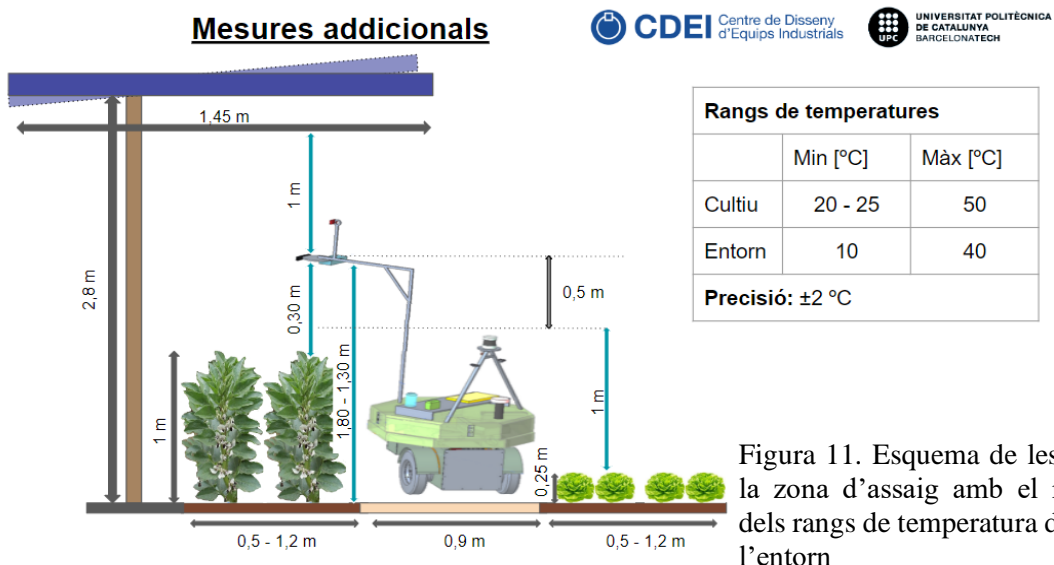 Mesures addicionals
CDEI Centre de Disseny d'Equips Industrials
UPC UNIVERSITAT POLITÈCNICA DE CATALUNYA BARCELONATECH
1,45 m
1 m
2,8 m
0,30 m
1,80 - 1,30 m
0,5 m
1 m
1 m
0,25 m
0,5 - 1,2 m
0,9 m
0,5 - 1,2 m
Rangs de temperatures
Min [ºC] Màx [ºC]
Cultiu 20 - 25 50
Entorn 10 40
Precisió: ±2 ºC
Figura 11. Esquema de les
la zona d'assaig amb el
dels rangs de temperatura
l'entorn